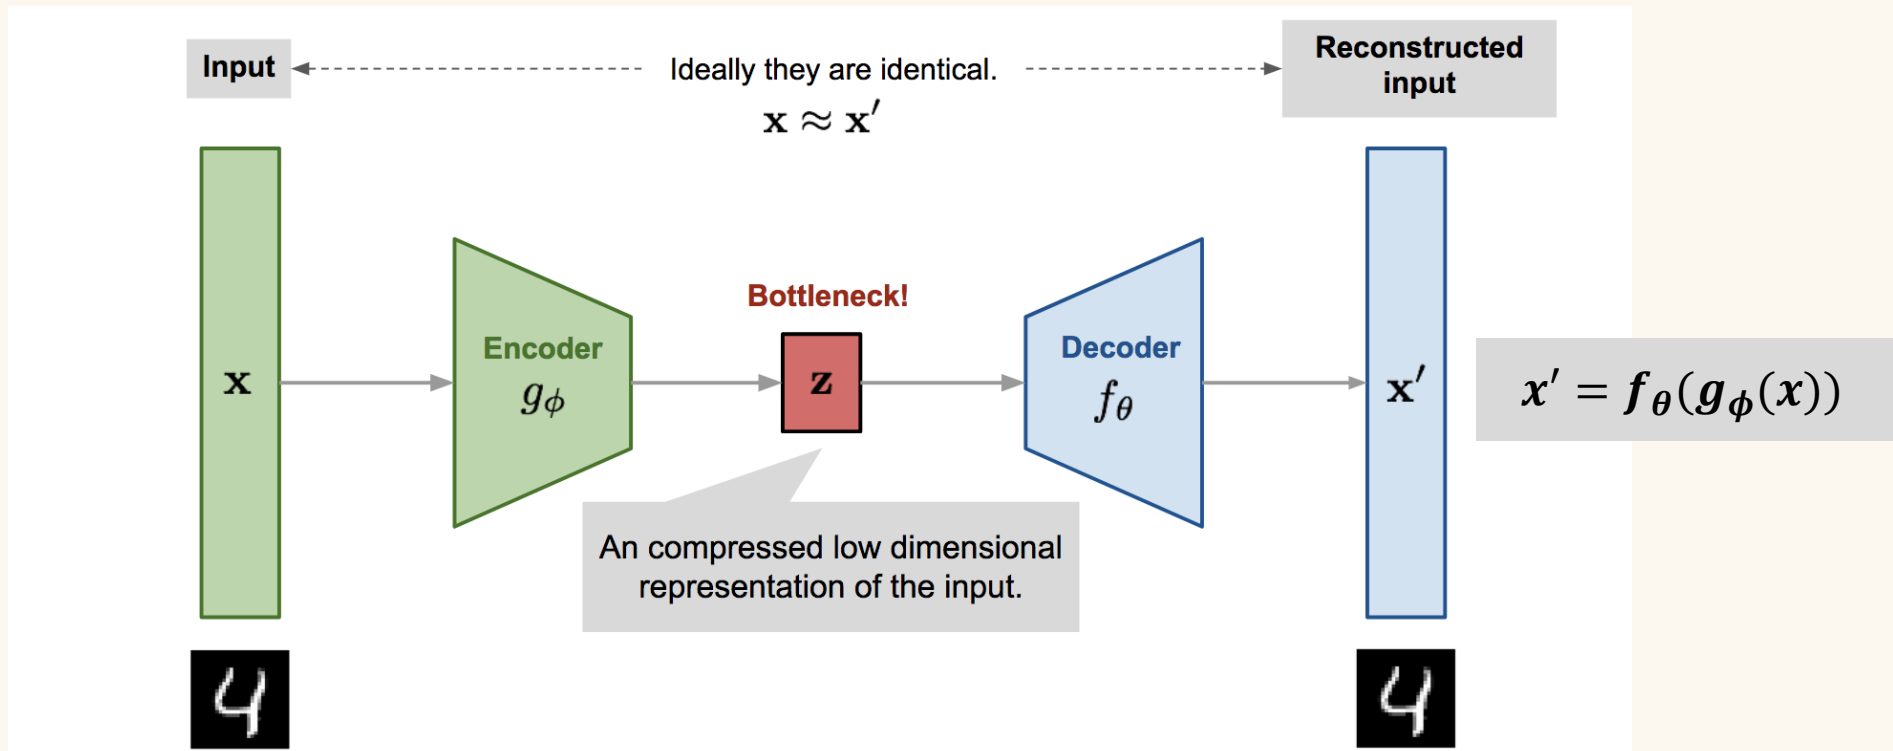 Input
Ideally they are identical.
x ≈ x′
Reconstructed
input
x
Encoder
gϕ
Bottleneck!
z
Decoder
fθ
x′
x′ = fθ(gϕ(x))
An compressed low dimensional
representation of the input.
4
4